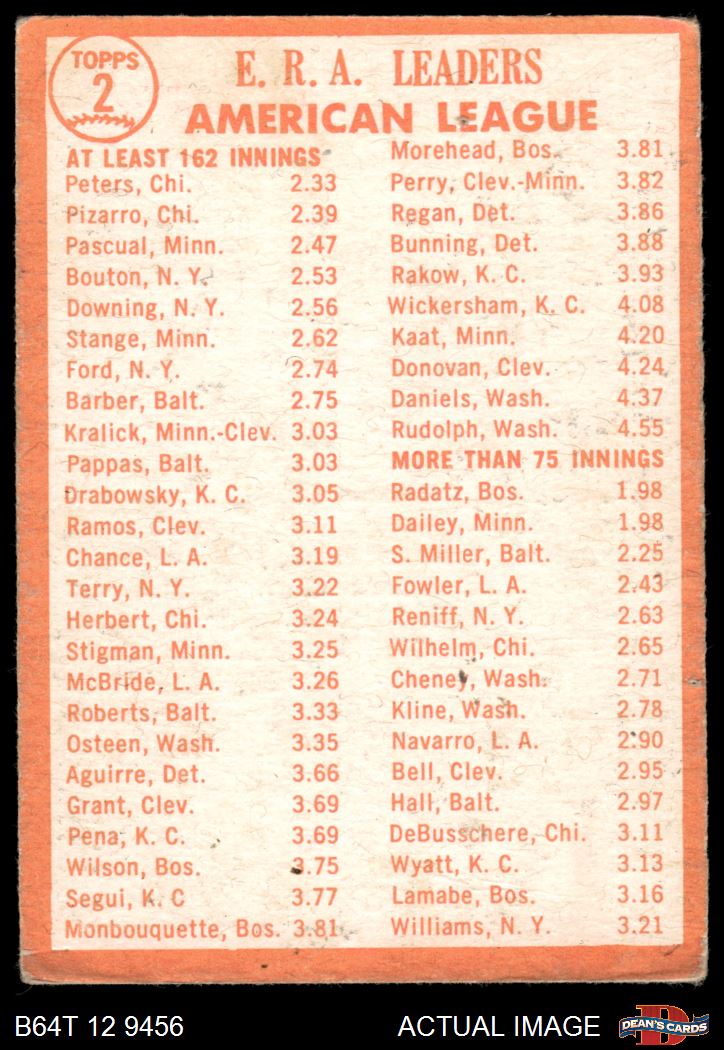 TOPPS
2
E. R. A. LEADERS
AMERICAN LEAGUE
AT LEAST 162 INNINGS
Peters, Chi. 2.33
Pizarro, Chi. 2.39
Pascual, Minn. 2.47
Bouton, N. Y. 2.53
Downing, N. Y. 2.56
Stange, Minn. 2.62
Ford, N. Y. 2.74
Barber, Balt. 2.75
Kralick, Minn.-Clev. 3.03
Pappas, Balt. 3.03
Drabowsky, K. C. 3.05
Ramos, Clev. 3.11
Chance, L. A. 3.19
Terry, N. Y. 3.22
Herbert, Chi. 3.24
Stigman, Minn. 3.25
McBride, L. A. 3.26
Roberts, Balt. 3.33
Osteen, Wash. 3.35
Aguirre, Det. 3.66
Grant, Clev. 3.69
Pena, K. C. 3.69
Wilson, Bos. 3.75
Segui, K. C 3.77
Monbouquette, Bos. 3.81
Morehead, Bos. 3.81
Perry, Clev.-Minn. 3.82
Regan, Det. 3.86
Bunning, Det. 3.88
Rakow, K. C. 3.93
Wickersham, K. C. 4.08
Kaat, Minn. 4.20
Donovan, Clev. 4.24
Daniels, Wash. 4.37
Rudolph, Wash. 4.55
MORE THAN 75 INNINGS
Radatz, Bos. 1.98
Dailey, Minn. 1.98
S. Miller, Balt. 2.25
Fowler, L. A. 2.43
Reniff, N. Y. 2.63
Wilhelm, Chi. 2.65
Cheney, Wash. 2.71
Kline, Wash. 2.78
Navarro, L. A. 2.90
Bell, Clev. 2.95
Hall, Balt. 2.97
DeBusschere, Chi. 3.11
Wyatt, K. C. 3.13
Lamabe, Bos. 3.16
Williams, N. Y. 3.21
B64T 12 9456
ACTUAL IMAGE
D
DEAN'S CARDS